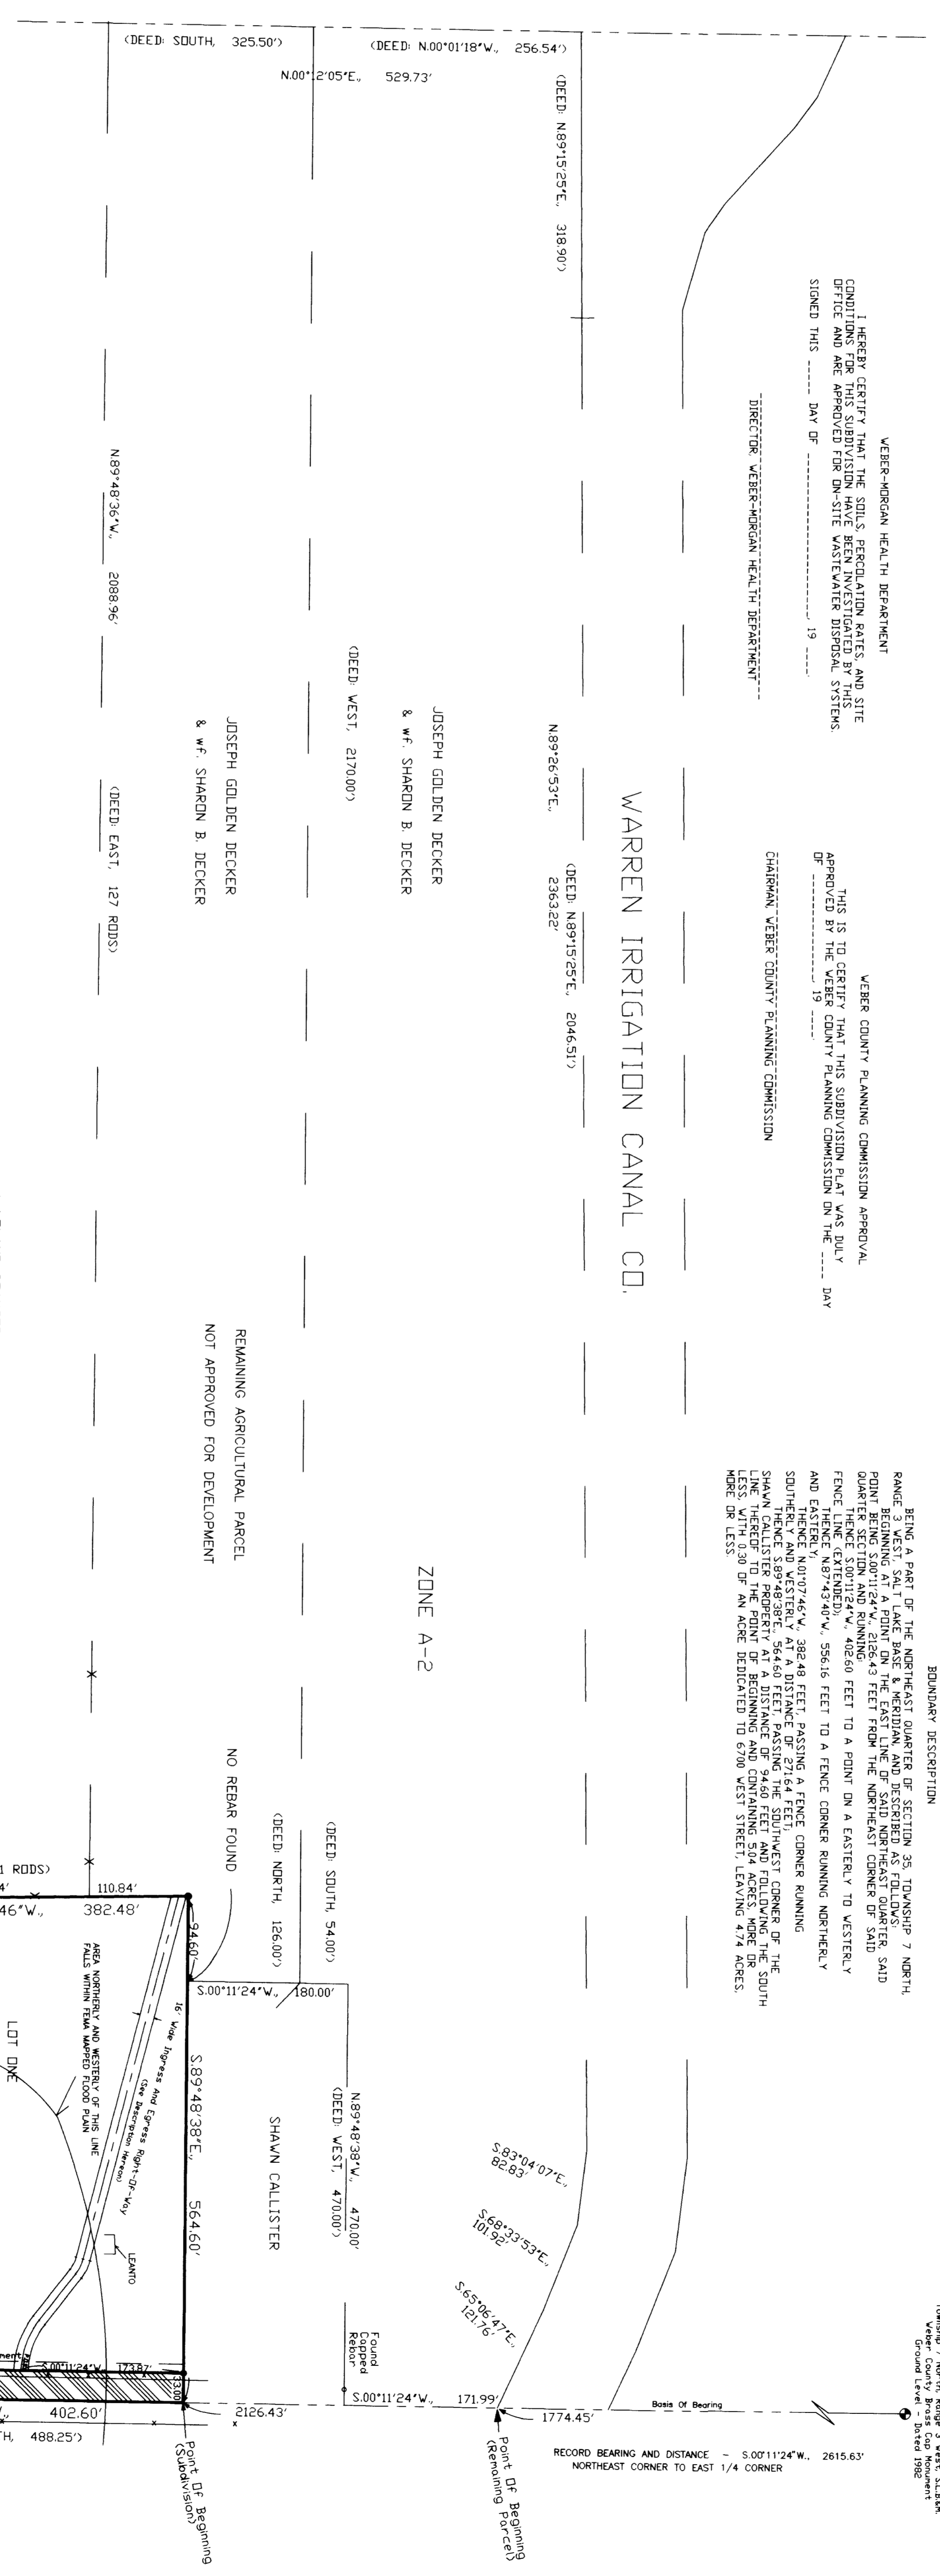 (DEED: SOUTH, 325.50')
(DEED: N.00°01'18"W., 256.54')
N.00°12'05"E., 529.73'
(DEED: N.89°15'25"E., 318.90')
WEBER-MORGAN HEALTH DEPARTMENT
I HEREBY CERTIFY THAT THE SOILS, PERCOLATION RATES, AND SITE
CONDITIONS FOR THIS SUBDIVISION HAVE BEEN INVESTIGATED BY THIS
OFFICE AND ARE APPROVED FOR ON-SITE WASTEWATER DISPOSAL SYSTEMS.
SIGNED THIS _____ DAY OF ____________________, 19 ____.
DIRECTOR, WEBER-MORGAN HEALTH DEPARTMENT
N.89°48'36"W., 2088.96'
(DEED: EAST, 127 RODS)
JOSEPH GOLDEN DECKER
& wf. SHARON B. DECKER
(DEED: WEST, 2170.00')
JOSEPH GOLDEN DECKER
& wf. SHARON B. DECKER
N.89°26'53"E., 2363.22'
(DEED: N.89°15'25"E., 2046.51')
WARREN IRRIGATION CANAL CO.
WEBER COUNTY PLANNING COMMISSION APPROVAL
THIS IS TO CERTIFY THAT THIS SUBDIVISION PLAT WAS DULY
APPROVED BY THE WEBER COUNTY PLANNING COMMISSION ON THE ____ DAY
OF ______________, 19 ____.
CHAIRMAN, WEBER COUNTY PLANNING COMMISSION
REMAINING AGRICULTURAL PARCEL
NOT APPROVED FOR DEVELOPMENT
ZONE A-2
BOUNDARY DESCRIPTION
BEING A PART OF THE NORTHEAST QUARTER OF SECTION 35, TOWNSHIP 7 NORTH,
RANGE 3 WEST, SALT LAKE BASE & MERIDIAN, AND DESCRIBED AS FOLLOWS:
BEGINNING AT A POINT ON THE EAST LINE OF SAID NORTHEAST QUARTER, SAID
POINT BEING S.00°11'24"W., 2126.43 FEET FROM THE NORTHEAST CORNER OF SAID
QUARTER SECTION AND RUNNING:
THENCE S.00°11'24"W., 402.60 FEET TO A POINT ON A EASTERLY TO WESTERLY
FENCE LINE (EXTENDED);
THENCE N.87°43'40"W., 556.16 FEET TO A FENCE CORNER RUNNING NORTHERLY
AND EASTERLY;
THENCE N.01°07'46"W., 382.48 FEET, PASSING A FENCE CORNER RUNNING
SOUTHERLY AND WESTERLY AT A DISTANCE OF 271.64 FEET;
THENCE S.89°48'38"E., 564.60 FEET, PASSING THE SOUTHWEST CORNER OF THE
SHAWN CALLISTER PROPERTY AT A DISTANCE OF 94.60 FEET AND FOLLOWING THE SOUTH
LINE THEREOF TO THE POINT OF BEGINNING AND CONTAINING 5.04 ACRES, MORE OR
LESS, WITH 0.30 OF AN ACRE DEDICATED TO 6700 WEST STREET, LEAVING 4.74 ACRES,
MORE OR LESS.
NO REBAR FOUND
(DEED: NORTH, 126.00')
(DEED: SOUTH, 54.00')
1 RODS)
4'
110.84'
46"W., 382.48'
94.60'
S.00°11'24"W., 180.00'
AREA NORTHERLY AND WESTERLY OF THIS LINE
FALLS WITHIN FEMA MAPPED FLOOD PLAIN
LOT ONE
16' Wide Ingress And Egress Right-Of-Way
(See Description Hereon)
LEANTO
S.89°48'38"E., 564.60'
SHAWN CALLISTER
N.89°48'38"W., 470.00'
(DEED: WEST, 470.00')
Found
Capped
Rebar
S.83°04'07"E.,
82.83'
S.68°33'53"E.,
101.92'
S.65°06'47"E.,
121.76'
S.00°11'24"W., 173.87'
33.00'
402.60'
TH, 488.25')
2126.43'
S.00°11'24"W., 171.99'
1774.45'
Basis Of Bearing
Point Of Beginning
(Subdivision)
Point Of Beginning
(Remaining Parcel)
RECORD BEARING AND DISTANCE - S.00°11'24"W., 2615.63'
NORTHEAST CORNER TO EAST 1/4 CORNER
Township 7 North, Range 3 West, S.L.B.&M.
Weber County Brass Cap Monument
Ground Level - Dated 1982